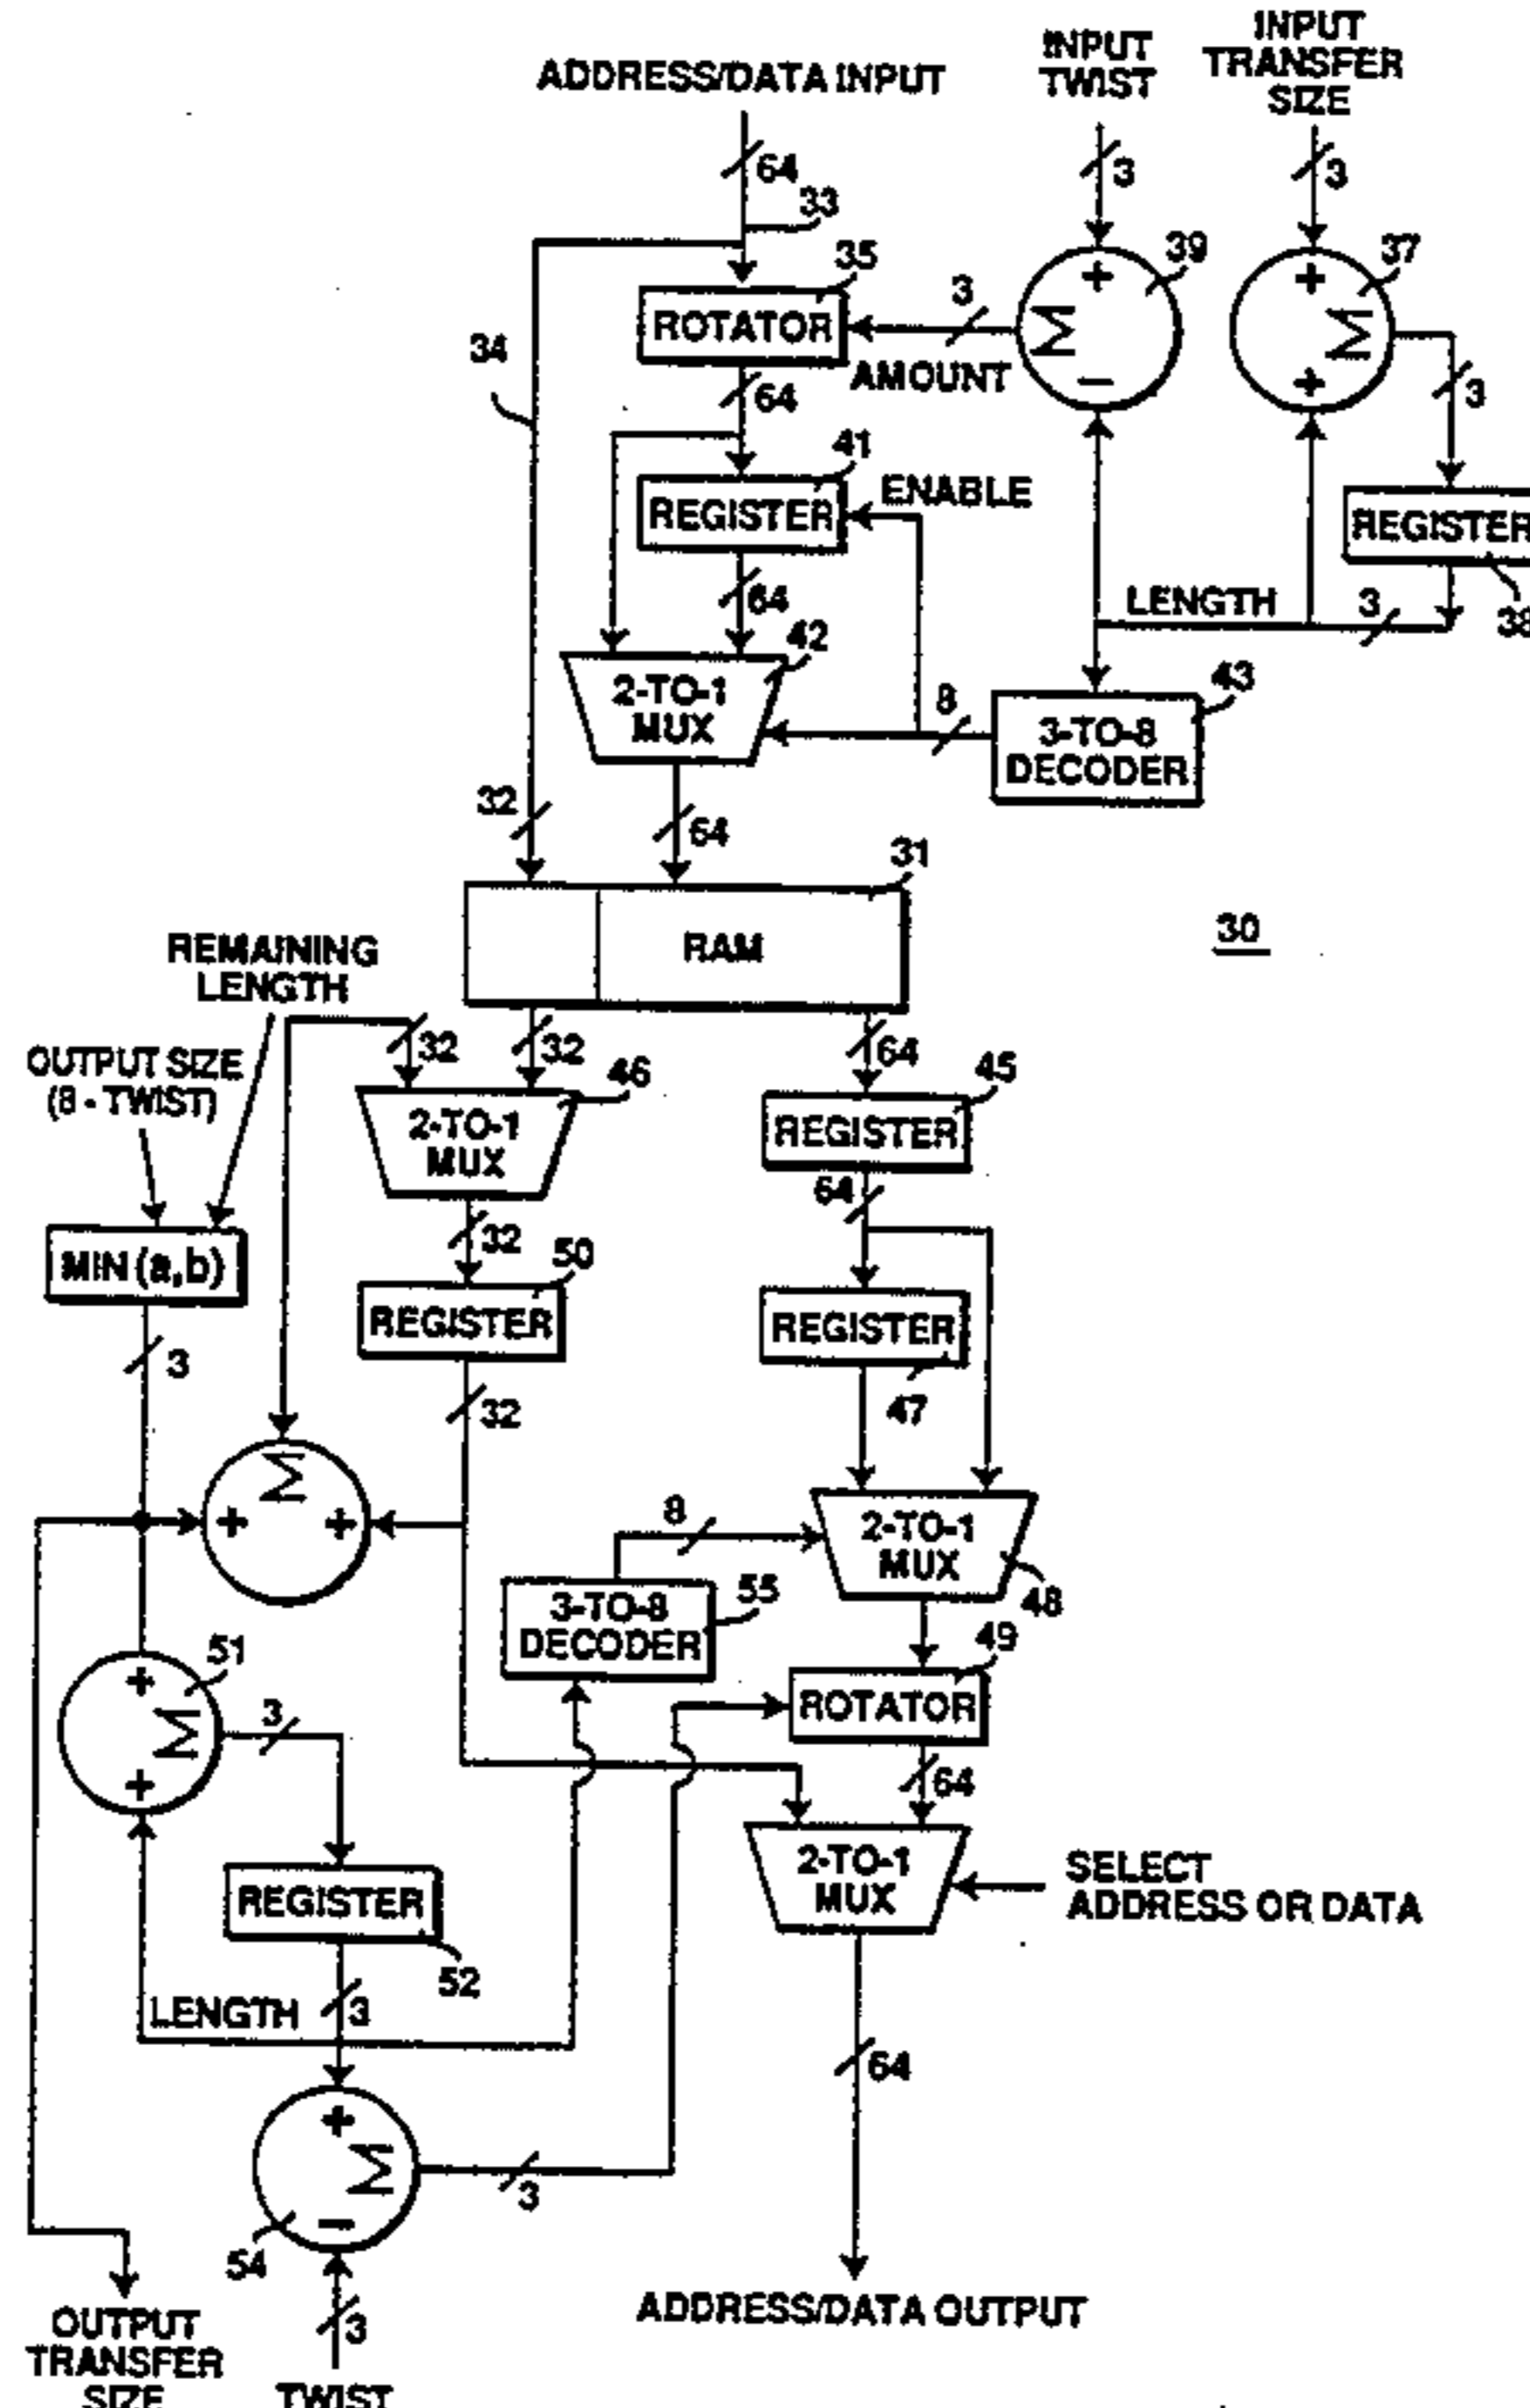 INPUT
TRANSFER
SIZE
INPUT
TWIST
ADDRESS/DATA INPUT
64
3
3
33
35
39
37
ROTATOR
3
+
Σ
−
+
Σ
+
34
AMOUNT
64
3
41
ENABLE
REGISTER
REGISTER
64
LENGTH
3
42
2-TO-1
MUX
43
8
3-TO-8
DECODER
32
64
31
RAM
30
REMAINING
LENGTH
32
32
64
OUTPUT SIZE
(8 - TWIST)
46
45
2-TO-1
MUX
REGISTER
64
32
MIN (a,b)
50
REGISTER
REGISTER
3
32
47
Σ
+
+
8
2-TO-1
MUX
48
3-TO-8
DECODER
55
49
51
+
Σ
+
3
ROTATOR
64
2-TO-1
MUX
SELECT
ADDRESS OR DATA
REGISTER
52
LENGTH
3
64
+
Σ
−
3
54
3
ADDRESS/DATA OUTPUT
OUTPUT
TRANSFER
SIZE
TWIST